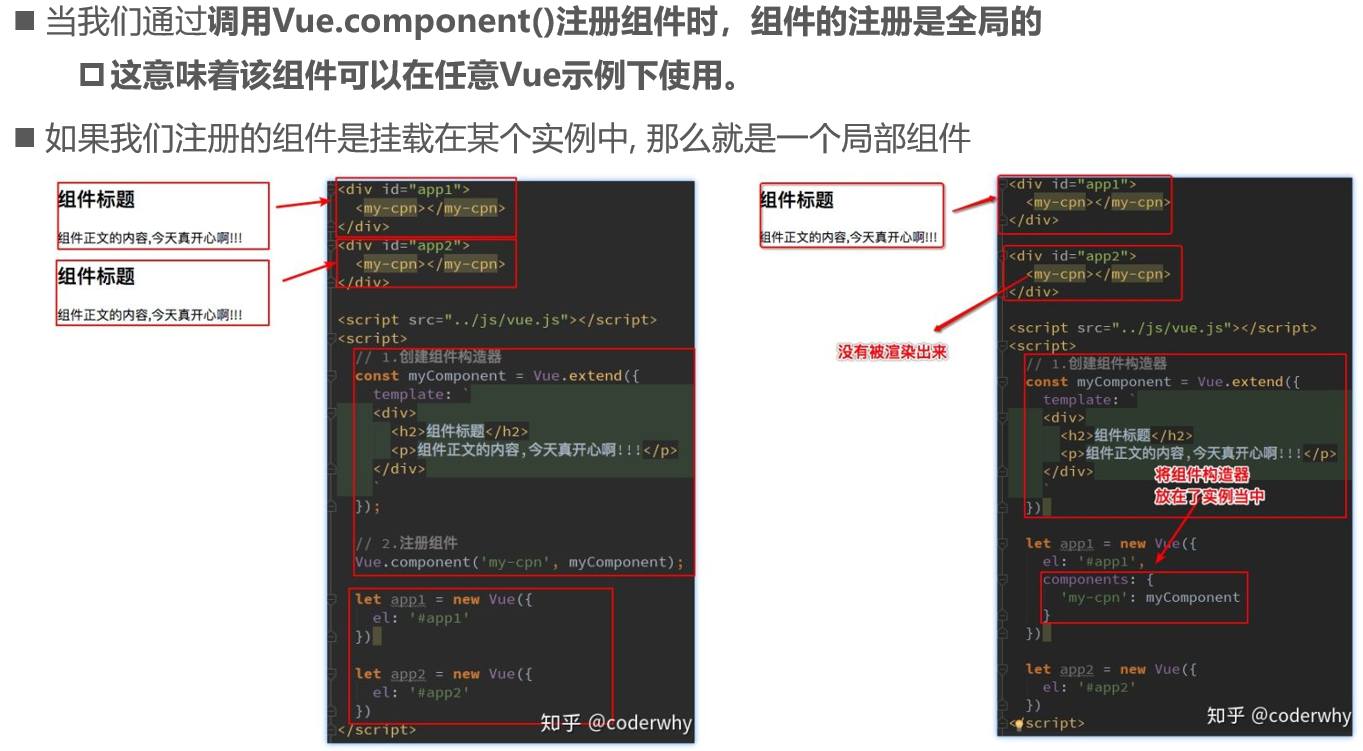 ■ 当我们通过调用Vue.component()注册组件时，组件的注册是全局的
这意味着该组件可以在任意Vue示例下使用。
■ 如果我们注册的组件是挂载在某个实例中, 那么就是一个局部组件
组件标题
组件正文的内容,今天真开心啊!!!
组件标题
组件正文的内容,今天真开心啊!!!
<div id="app1">
<my-cpn></my-cpn>
</div>
<div id="app2">
<my-cpn></my-cpn>
</div>
<script src="../js/vue.js"></script>
<script>
// 1.创建组件构造器
const myComponent = Vue.extend({
template: `
<div>
<h2>组件标题</h2>
<p>组件正文的内容,今天真开心啊!!!</p>
</div>
`
});
// 2.注册组件
Vue.component('my-cpn', myComponent);
let app1 = new Vue({
el: '#app1'
})
let app2 = new Vue({
el: '#app2'
})
</script>
知乎 @coderwhy
组件标题
组件正文的内容,今天真开心啊!!!
<div id="app1">
<my-cpn></my-cpn>
</div>
<div id="app2">
<my-cpn></my-cpn>
</div>
没有被渲染出来
<script src="../js/vue.js"></script>
<script>
// 1.创建组件构造器
const myComponent = Vue.extend({
template: `
<div>
<h2>组件标题</h2>
<p>组件正文的内容,今天真开心啊!!!</p>
</div>
`
})
将组件构造器
放在了实例当中
let app1 = new Vue({
el: '#app1',
components: {
'my-cpn': myComponent
}
})
let app2 = new Vue({
el: '#app2'
})
script>
知乎 @coderwhy